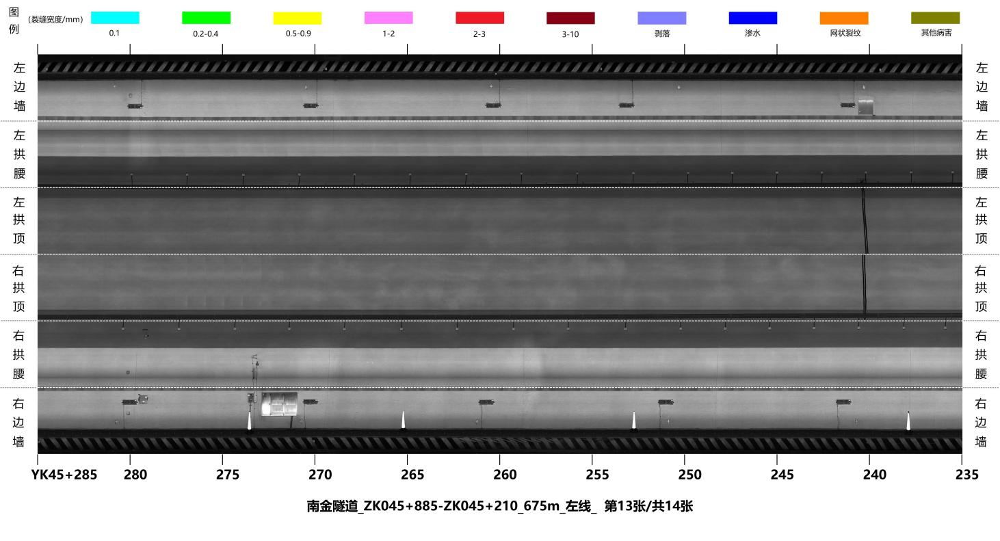 图例 (裂缝宽度/mm)
0.1 0.2-0.4 0.5-0.9 1-2 2-3 3-10 剥落 渗水 网状裂纹 其他病害
左边墙 左边墙
左拱腰 左拱腰
左拱顶 左拱顶
右拱顶 右拱顶
右拱腰 右拱腰
右边墙 右边墙
YK45+285 280 275 270 265 260 255 250 245 240 235
南金隧道_ZK045+885-ZK045+210_675m_左线_ 第13张/共14张